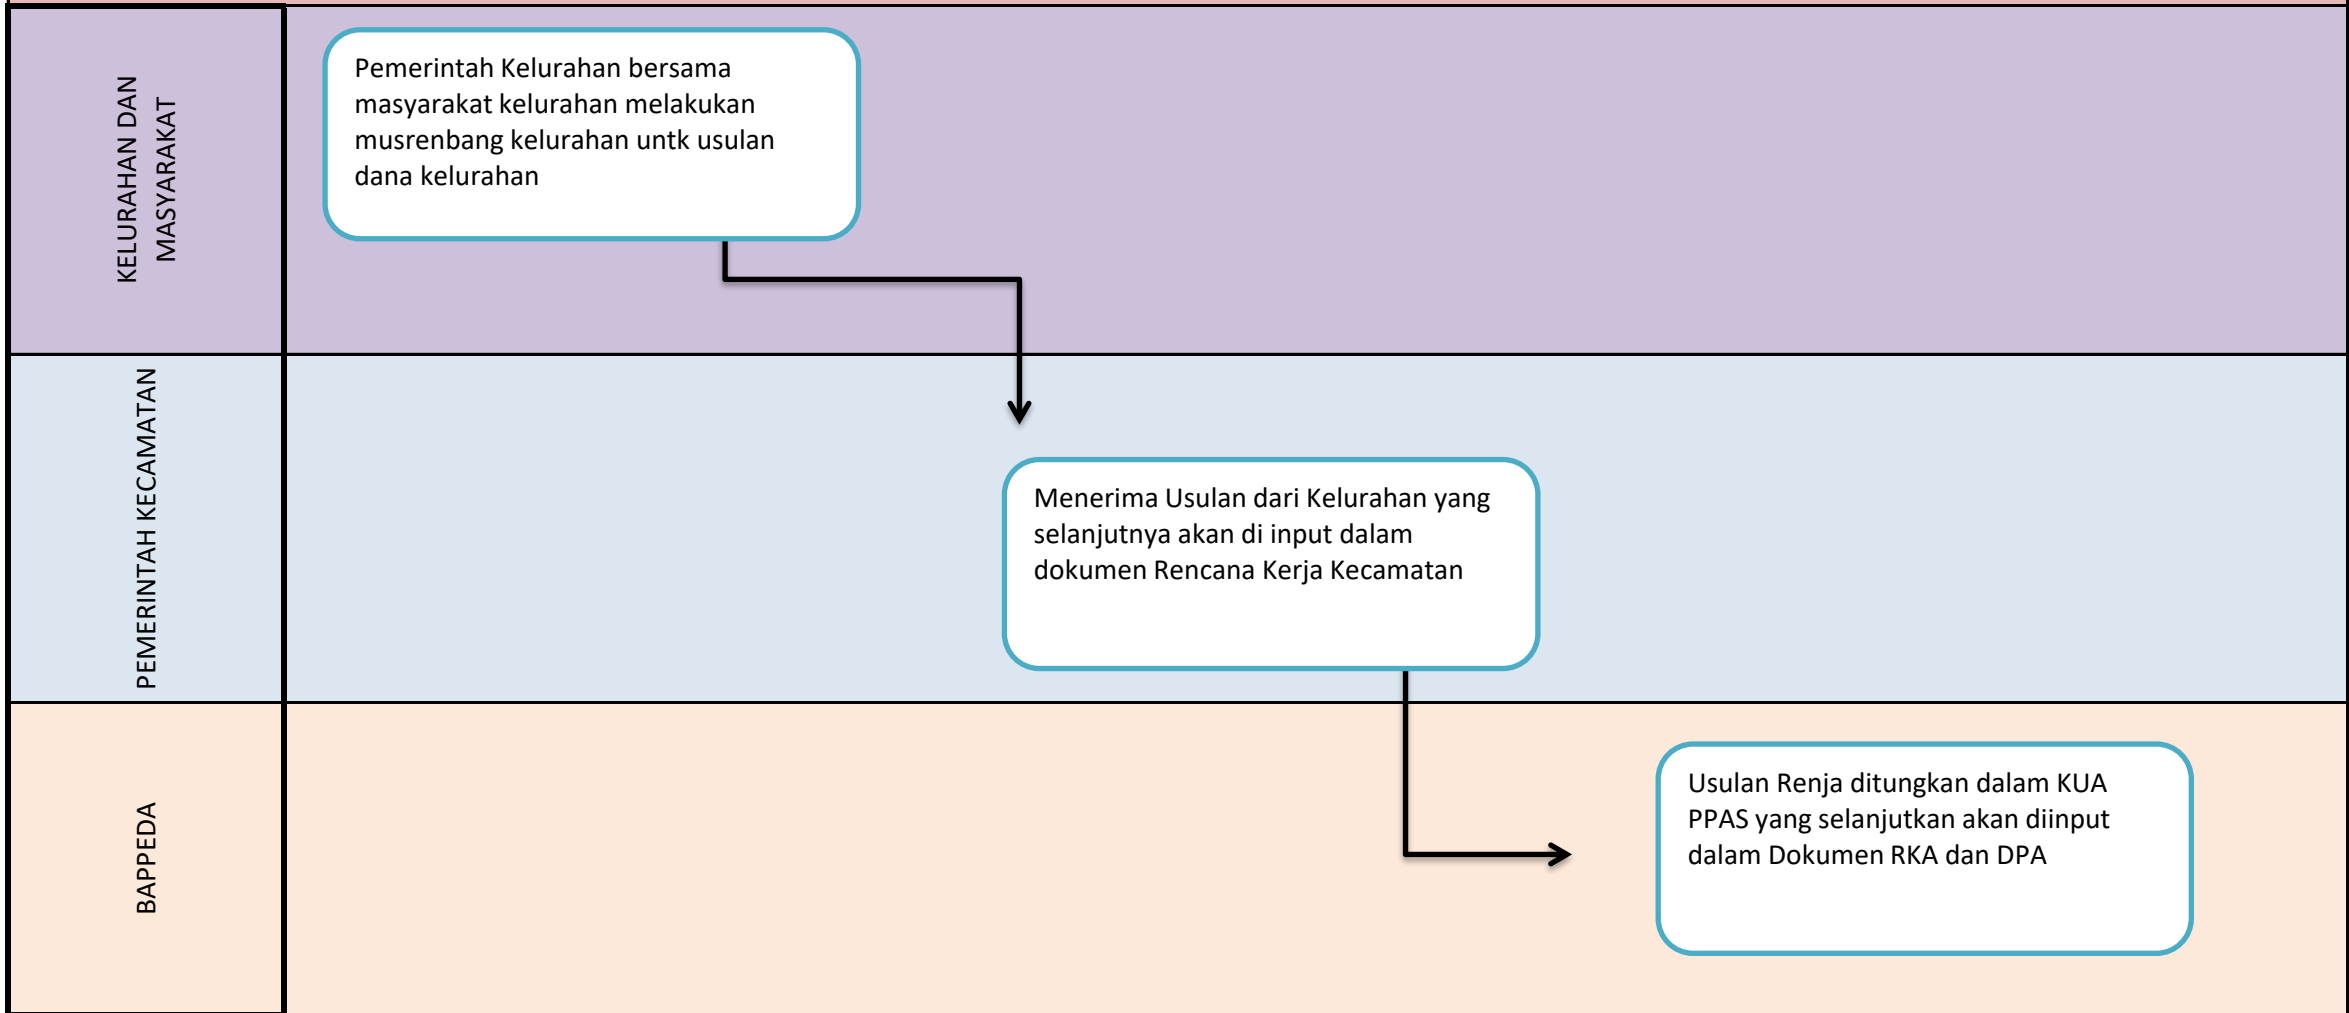 KELURAHAN DAN
MASYARAKAT
Pemerintah Kelurahan bersama
masyarakat kelurahan melakukan
musrenbang kelurahan untk usulan
dana kelurahan
PEMERINTAH KECAMATAN
Menerima Usulan dari Kelurahan yang
selanjutnya akan di input dalam
dokumen Rencana Kerja Kecamatan
BAPPEDA
Usulan Renja ditungkan dalam KUA
PPAS yang selanjutkan akan diinput
dalam Dokumen RKA dan DPA